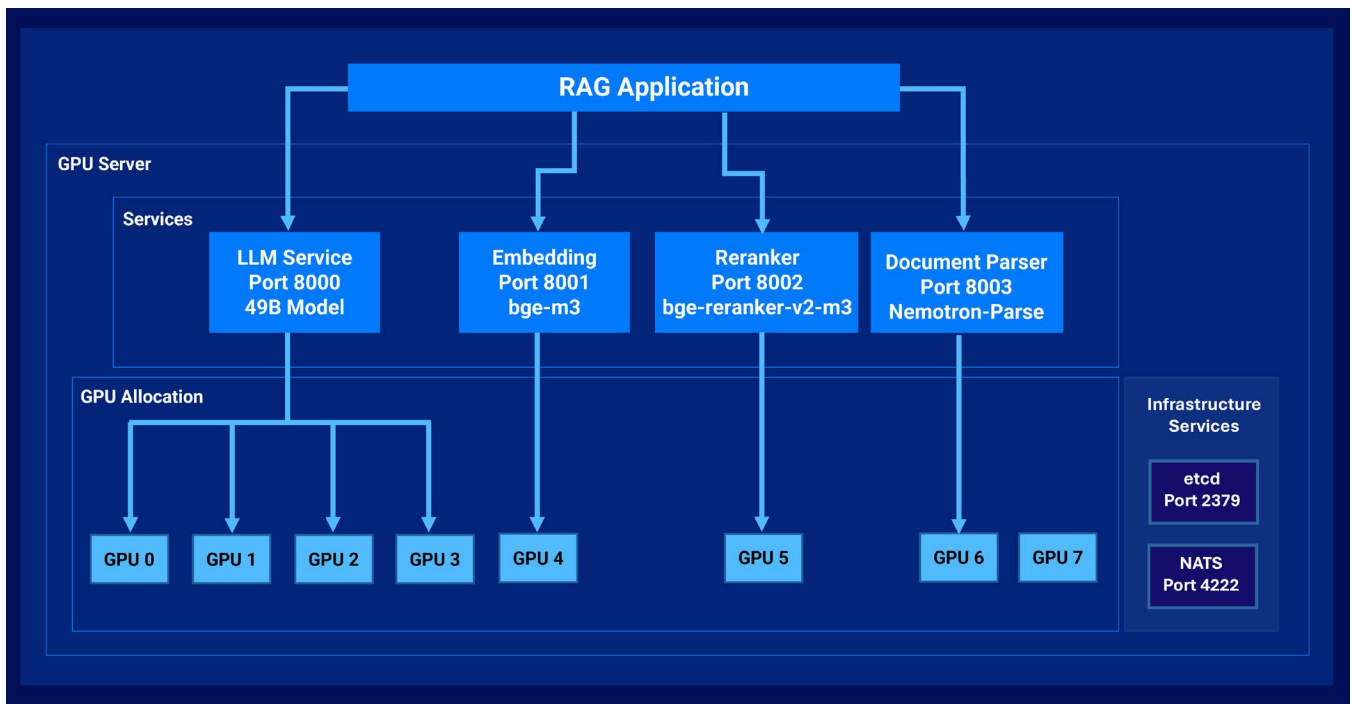 RAG Application
GPU Server
Services
LLM Service
Port 8000
49B Model
Embedding
Port 8001
bge-m3
Reranker
Port 8002
bge-reranker-v2-m3
Document Parser
Port 8003
Nemotron-Parse
GPU Allocation
GPU 0
GPU 1
GPU 2
GPU 3
GPU 4
GPU 5
GPU 6
GPU 7
Infrastructure
Services
etcd
Port 2379
NATS
Port 4222